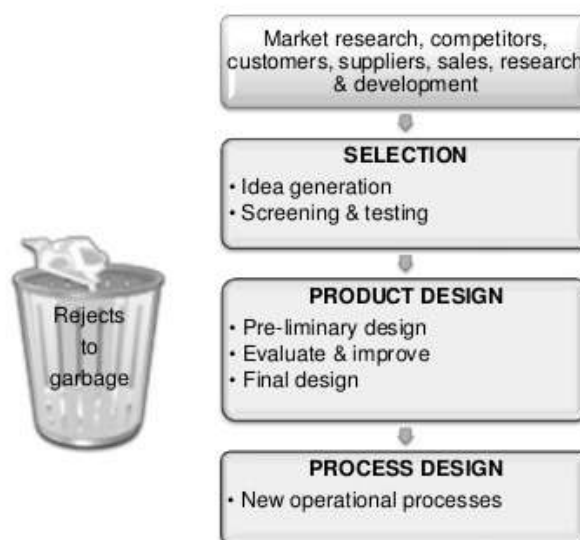 Market research, competitors,
customers, suppliers, sales, research
& development
SELECTION
• Idea generation
• Screening & testing
PRODUCT DESIGN
• Pre-liminary design
• Evaluate & improve
• Final design
PROCESS DESIGN
• New operational processes
Rejects
to
garbage